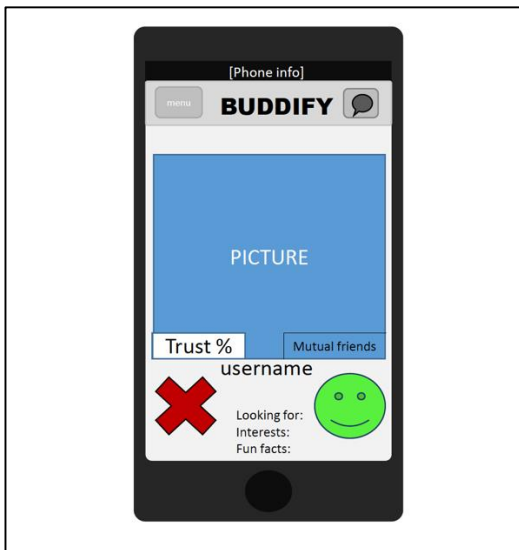 [Phone info]
menu
BUDDIFY
PICTURE
Trust %
Mutual friends
username
Looking for:
Interests:
Fun facts: